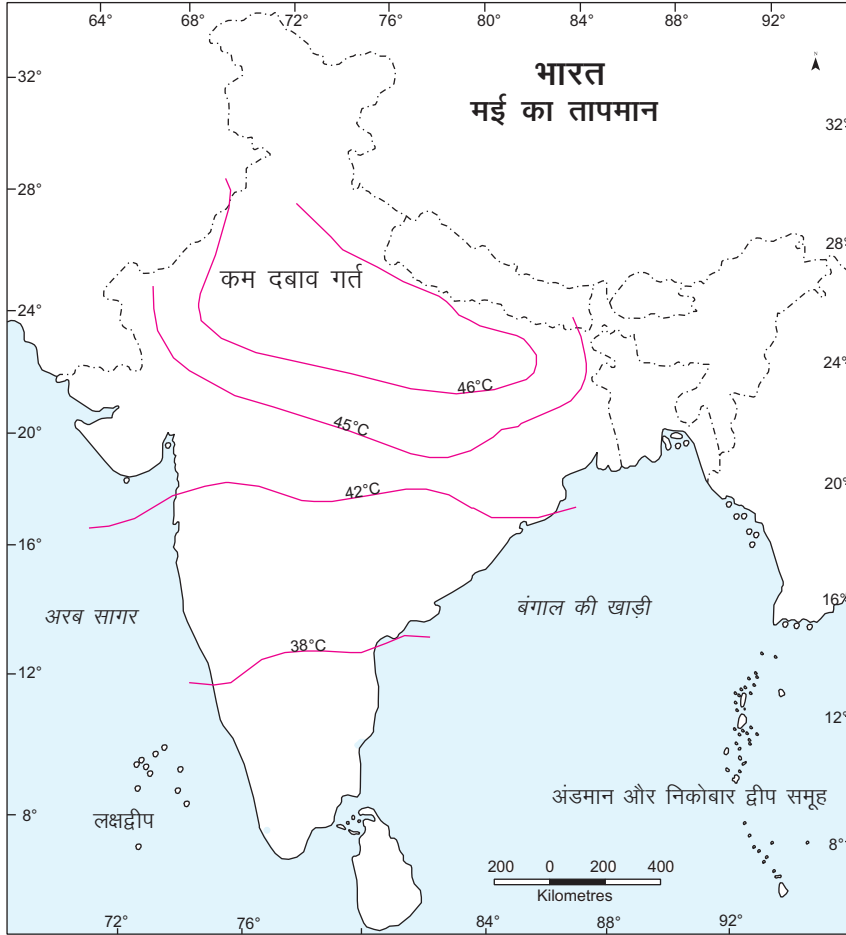 64° 68° 72° 76° 80° 84° 88° 92°
N
भारत
मई का तापमान
32°
32°
28°
28°
कम दबाव गर्त
24°
24°
46°C
45°C
20°
42°C
20°
16°
अरब सागर
बंगाल की खाड़ी
16°
38°C
12°
12°
अंडमान और निकोबार द्वीप समूह
लक्षद्वीप
8°
8°
200 0 200 400
Kilometres
72° 76° 84° 88° 92°